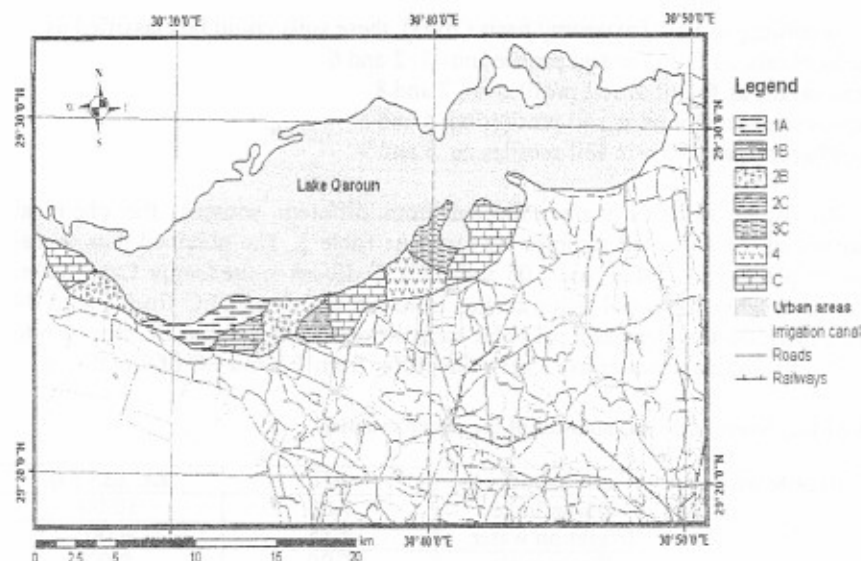 30°30'0"E 30°40'0"E 30°50'0"E
N
S
29°30'0"N
29°30'0"N
Lake Qaroun
Legend
1A
1B
2B
2C
3C
4
C
Urban areas
Irrigation canal
Roads
Railways
29°20'0"N
29°20'0"N
30°40'0"E 30°50'0"E
km
0 2.5 5 10 15 20